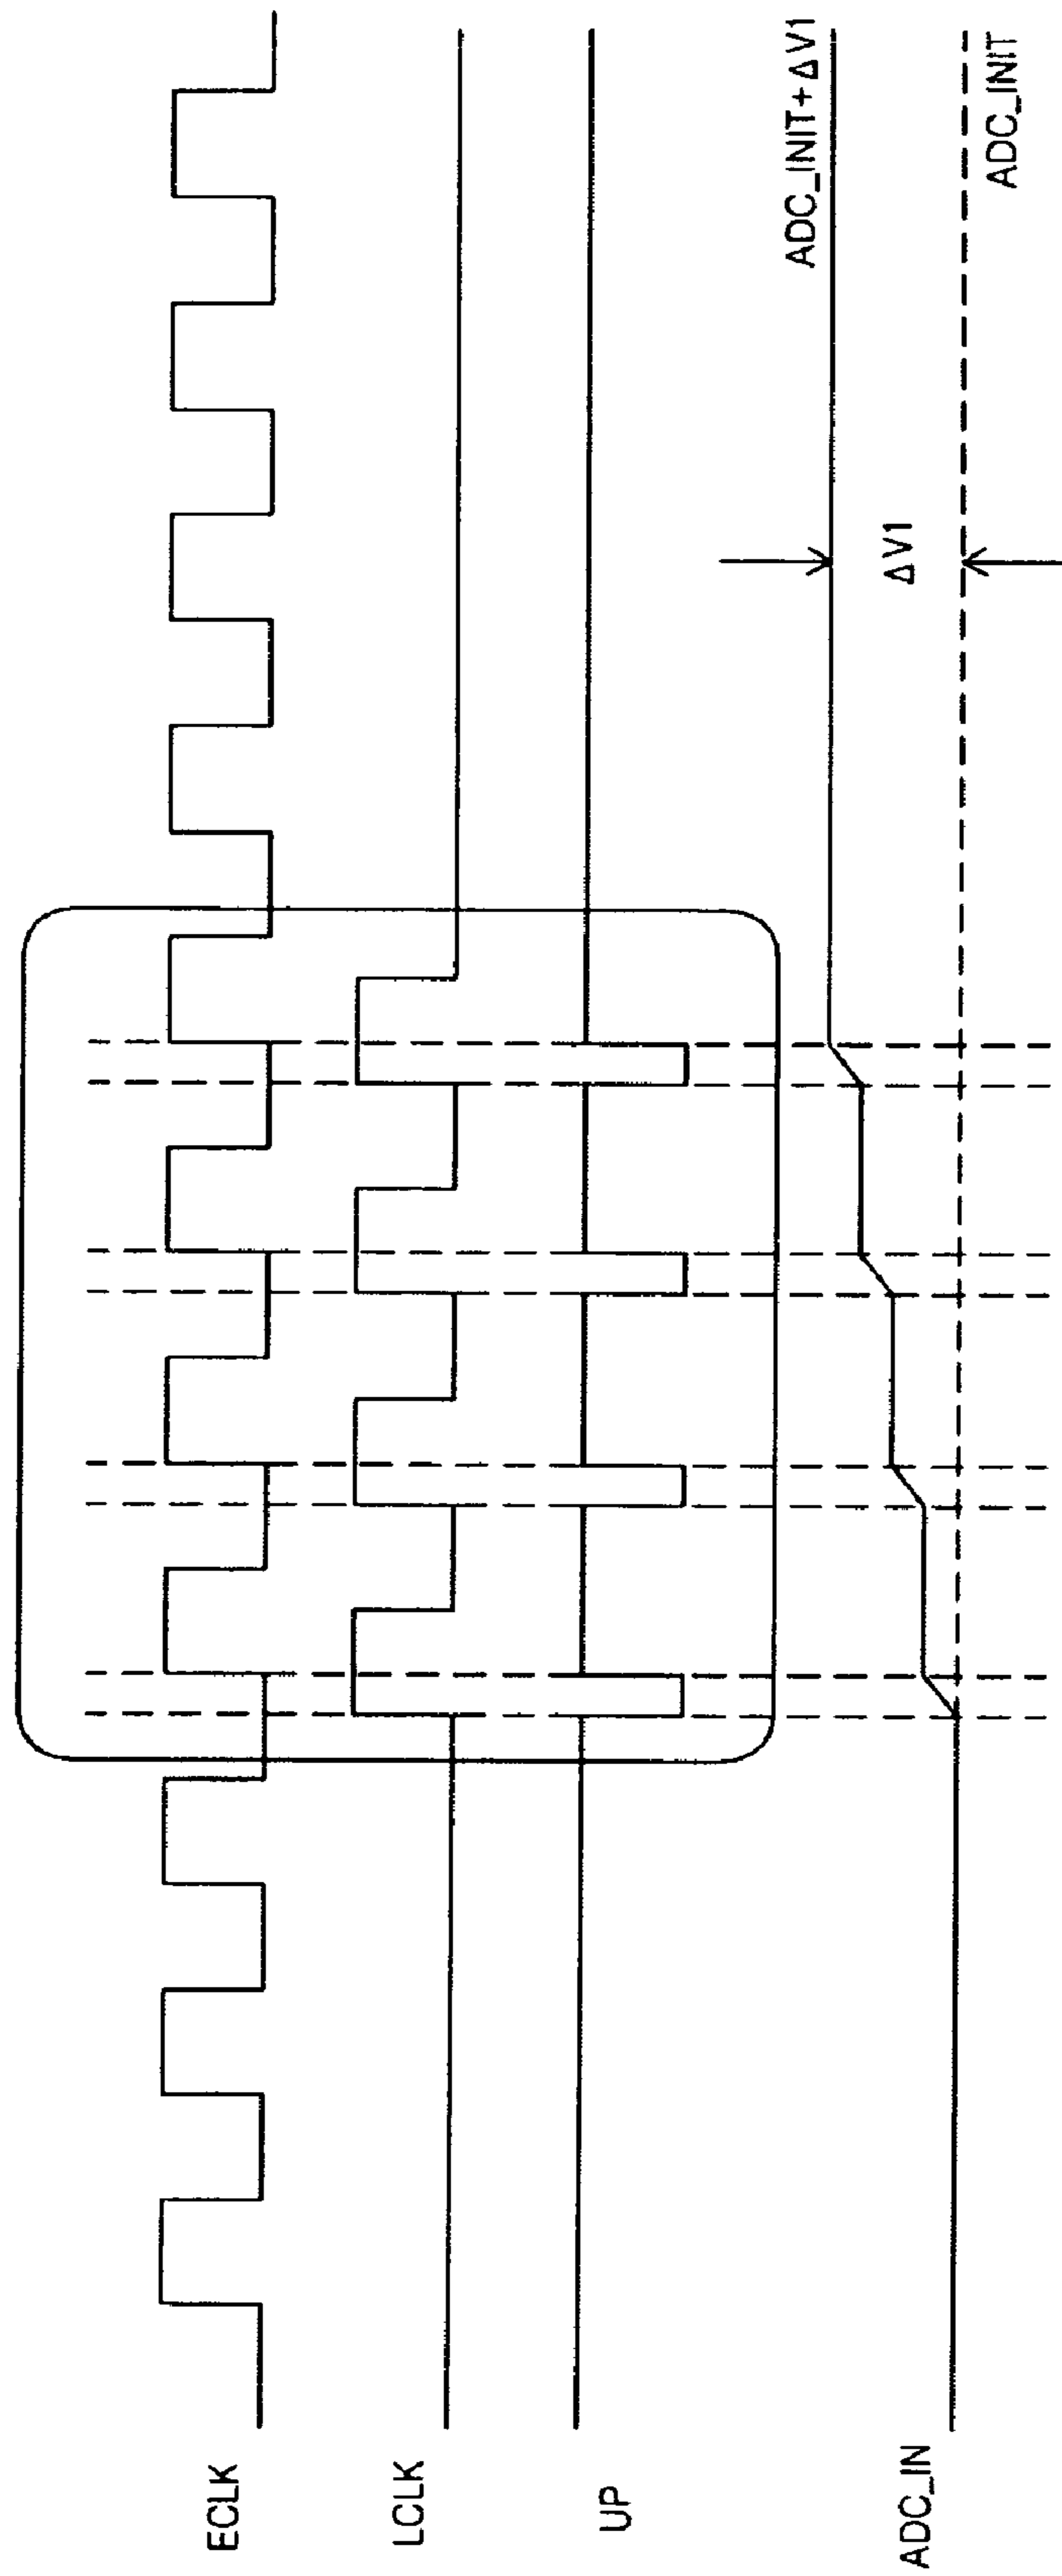 ECLK
LCLK
UP
ADC_IN
ADC_INIT+ΔV1
ΔV1
ADC_INIT